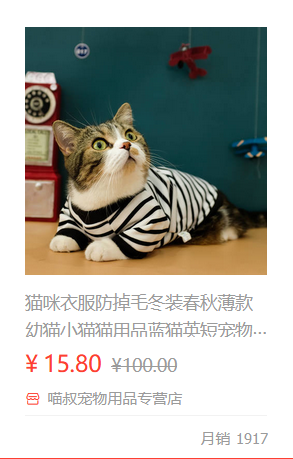 猫咪衣服防掉毛冬装春秋薄款
幼猫小猫猫用品蓝猫英短宠物...
¥ 15.80 ¥100.00
喵叔宠物用品专营店
月销 1917